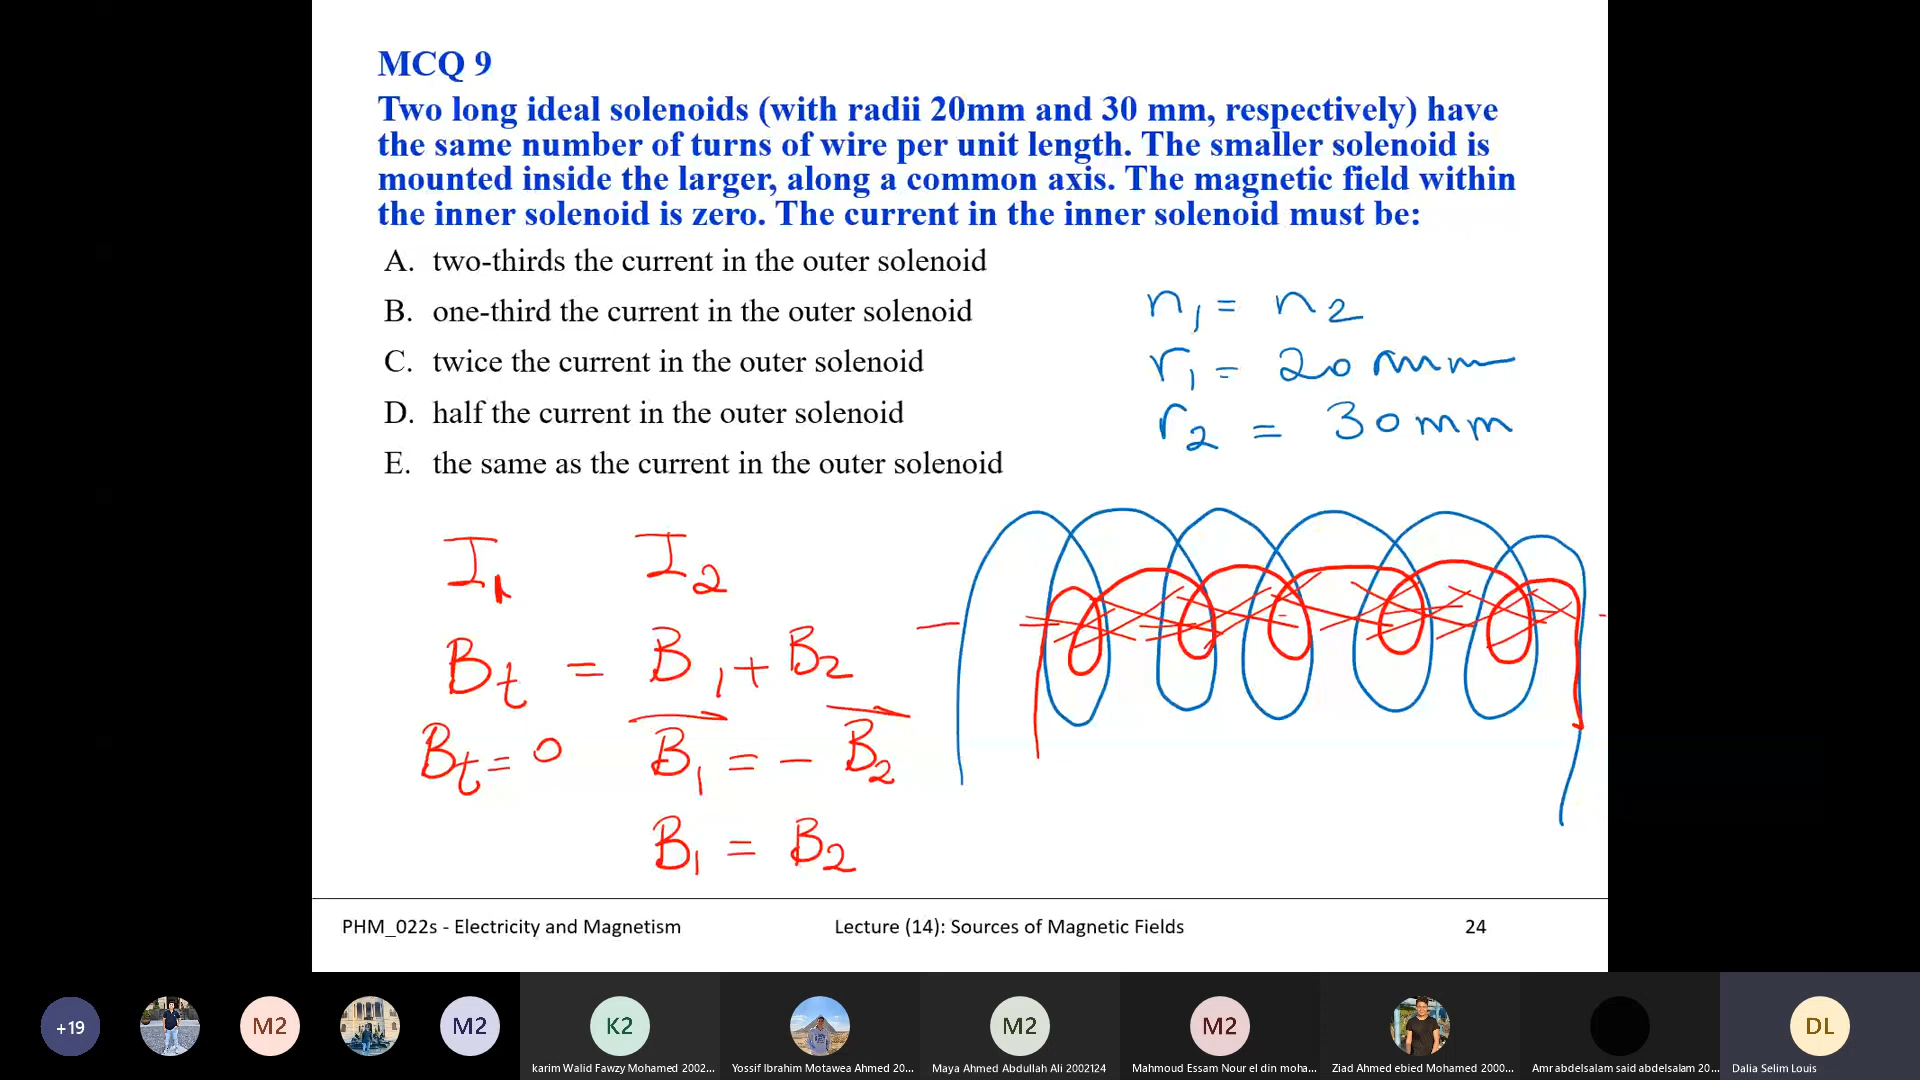 MCQ 9
Two long ideal solenoids (with radii 20mm and 30 mm, respectively) have
the same number of turns of wire per unit length. The smaller solenoid is
mounted inside the larger, along a common axis. The magnetic field within
the inner solenoid is zero. The current in the inner solenoid must be:
A. two-thirds the current in the outer solenoid
B. one-third the current in the outer solenoid
C. twice the current in the outer solenoid
D. half the current in the outer solenoid
E. the same as the current in the outer solenoid
n₁ = n₂
r₁ = 20 mm
r₂ = 30 mm
I₁ I₂
Bt = B₁ + B₂
Bt = 0 B₁ = - B₂
B₁ = B₂
PHM_022s - Electricity and Magnetism Lecture (14): Sources of Magnetic Fields 24
+19 M2 M2 K2 M2 M2 DL
karim Walid Fawzy Mohamed 2002... Yossif Ibrahim Motawea Ahmed 20... Maya Ahmed Abdullah Ali 2002124 Mahmoud Essam Nour el din moha... Ziad Ahmed ebied Mohamed 2000... Amr abdelsalam said abdelsalam 20... Dalia Selim Louis